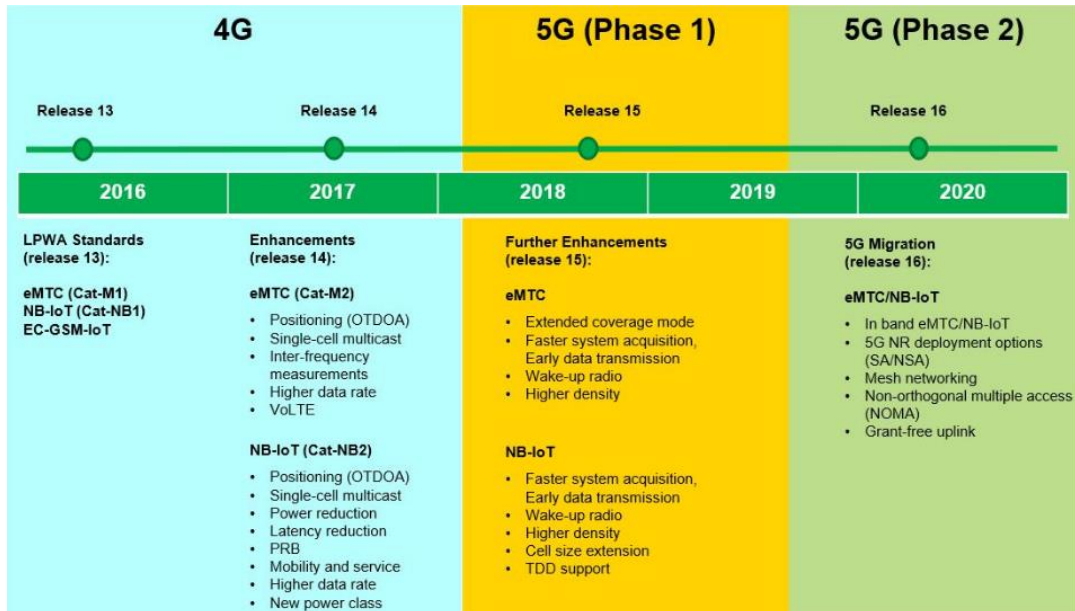 4G
5G (Phase 1)
5G (Phase 2)
Release 13
Release 14
Release 15
Release 16
2016
2017
2018
2019
2020
LPWA Standards
(release 13):
eMTC (Cat-M1)
NB-IoT (Cat-NB1)
EC-GSM-IoT
Enhancements
(release 14):
eMTC (Cat-M2)
• Positioning (OTDOA)
• Single-cell multicast
• Inter-frequency
measurements
• Higher data rate
• VoLTE
NB-IoT (Cat-NB2)
• Positioning (OTDOA)
• Single-cell multicast
• Power reduction
• Latency reduction
• PRB
• Mobility and service
• Higher data rate
• New power class
Further Enhancements
(release 15):
eMTC
• Extended coverage mode
• Faster system acquisition,
Early data transmission
• Wake-up radio
• Higher density
NB-IoT
• Faster system acquisition,
Early data transmission
• Wake-up radio
• Higher density
• Cell size extension
• TDD support
5G Migration
(release 16):
eMTC/NB-IoT
• In band eMTC/NB-IoT
• 5G NR deployment options
(SA/NSA)
• Mesh networking
• Non-orthogonal multiple access
(NOMA)
• Grant-free uplink